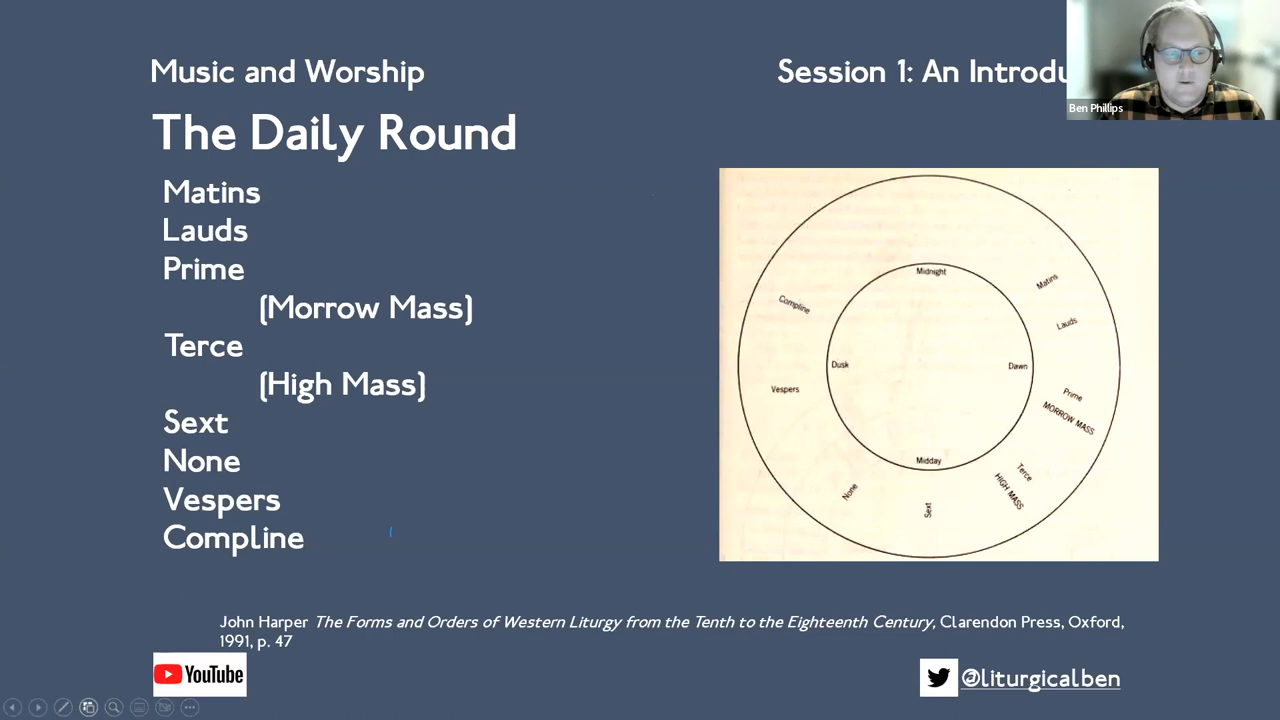 Music and Worship
Session 1: An Introdu
Ben Phillips
The Daily Round
Matins
Lauds
Prime
(Morrow Mass)
Terce
(High Mass)
Sext
None
Vespers
Compline
Midnight
Matins
Lauds
Compline
Dusk
Dawn
Vespers
Prime
MORROW MASS
Midday
Terce
HIGH MASS
None
Sext
John Harper The Forms and Orders of Western Liturgy from the Tenth to the Eighteenth Century, Clarendon Press, Oxford,
1991, p. 47
YouTube
@liturgicalben